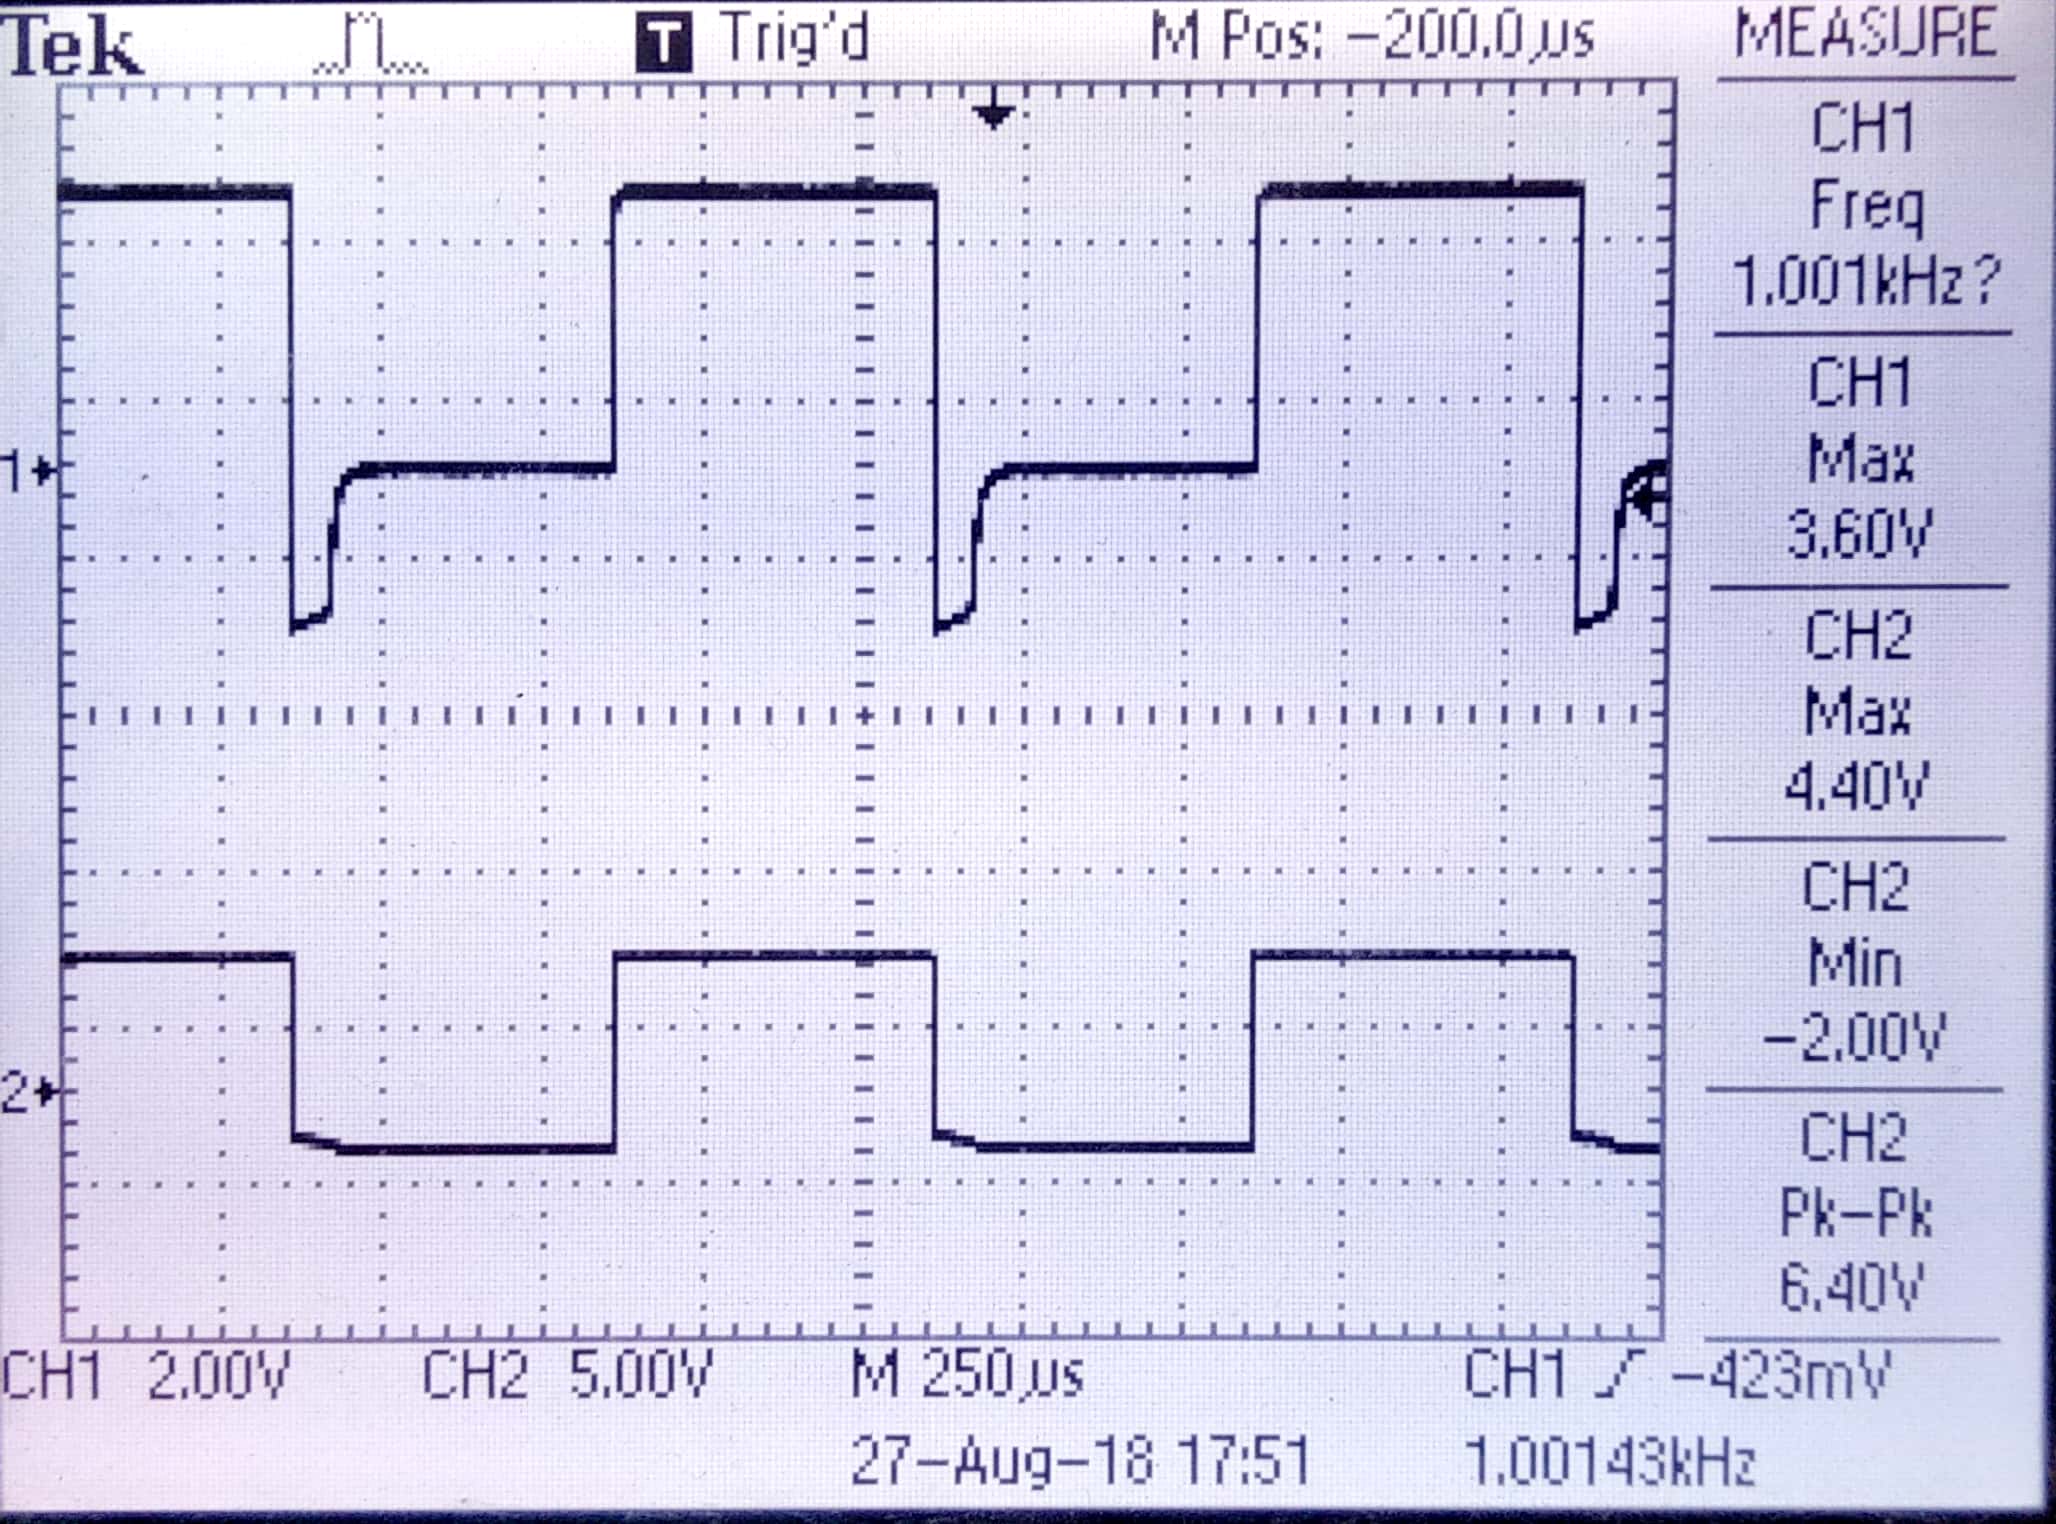 Tek T Trig'd M Pos: -200.0µs MEASURE
CH1
Freq
1.001kHz?
CH1
Max
3.60V
CH2
Max
4.40V
CH2
Min
-2.00V
CH2
Pk-Pk
6.40V
1
2
CH1 2.00V CH2 5.00V M 250µs CH1 -423mV
27-Aug-18 17:51 1.00143kHz